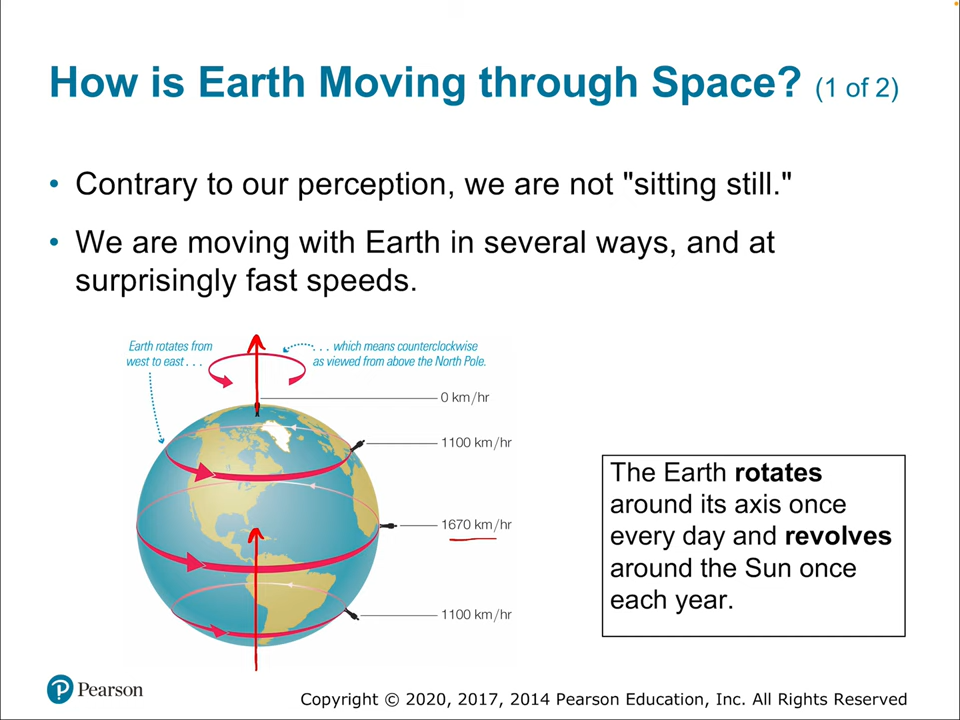 How is Earth Moving through Space? (1 of 2)
• Contrary to our perception, we are not "sitting still."
• We are moving with Earth in several ways, and at
surprisingly fast speeds.
Earth rotates from
west to east . . .
. . . which means counterclockwise
as viewed from above the North Pole.
0 km/hr
1100 km/hr
1670 km/hr
1100 km/hr
The Earth rotates
around its axis once
every day and revolves
around the Sun once
each year.
P Pearson
Copyright © 2020, 2017, 2014 Pearson Education, Inc. All Rights Reserved